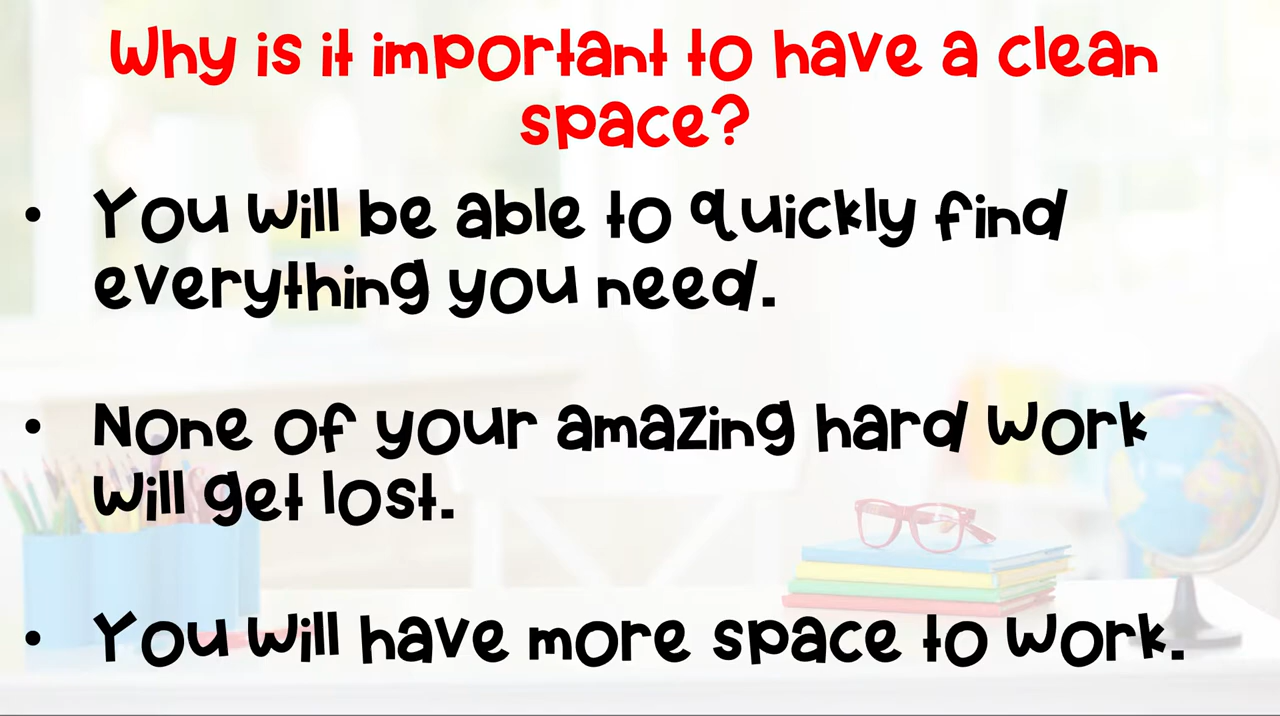 Why is it important to have a clean
space?
• You will be able to quickly find
everything you need.
• None of your amazing hard work
will get lost.
• You will have more space to work.